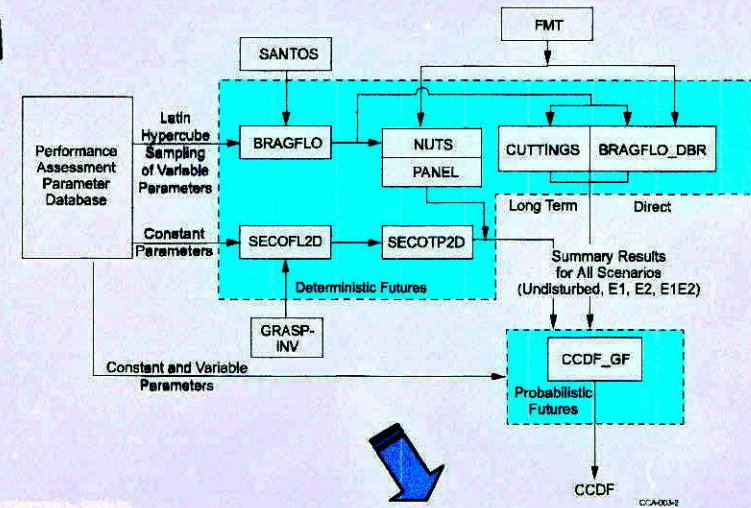 FMT
SANTOS
Performance
Assessment
Parameter
Database
Latin
Hypercube
Sampling
of Variable
Parameters
BRAGFLO
NUTS
PANEL
CUTTINGS
BRAGFLO_DBR
Long Term
Direct
Constant
Parameters
SECOFL2D
SECOTP2D
Deterministic Futures
Summary Results
for All Scenarios
(Undisturbed, E1, E2, E1E2)
GRASP-
INV
Constant and Variable
Parameters
CCDF_GF
Probabilistic
Futures
CCDF
CCA-003-2